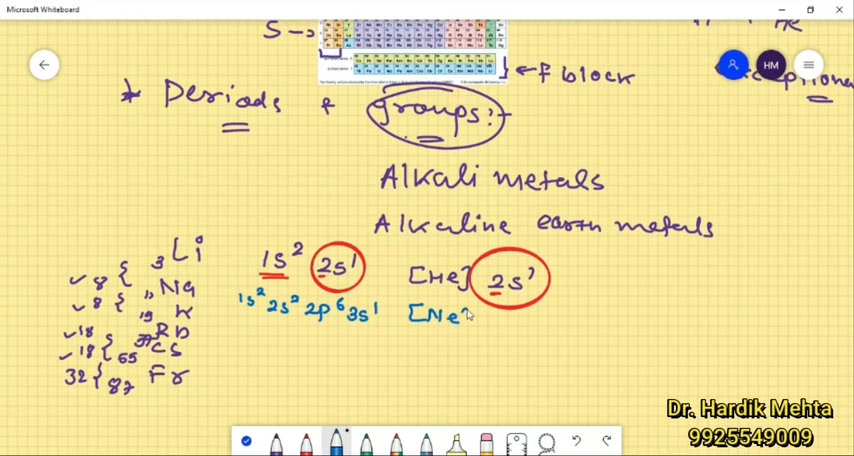 Microsoft Whiteboard
S →
HM
← F block
exceptional
* Periods & groups:-
Alkali metals
Alkaline earth metals
✓ 8 { 3 Li
1s² 2s¹
[He] 2s¹
✓ 8 { 11 Na
1s² 2s² 2p⁶ 3s¹
[Ne]
19 K
✓ 18 { 37 Rb
✓ 18 { 55 Cs
32 { 87 Fr
Dr. Hardik Mehta
9925549009